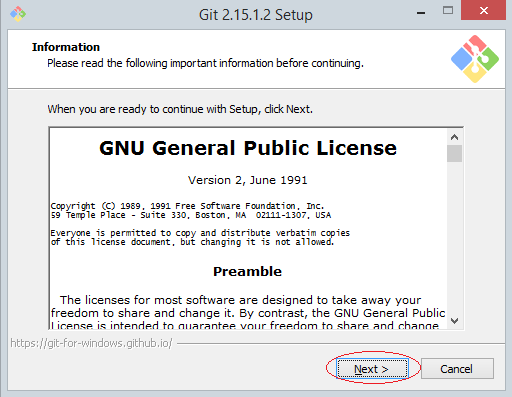 Git 2.15.1.2 Setup
Information
Please read the following important information before continuing.
When you are ready to continue with Setup, click Next.
GNU General Public License
Version 2, June 1991
Copyright (C) 1989, 1991 Free Software Foundation, Inc.
59 Temple Place - Suite 330, Boston, MA  02111-1307, USA
Everyone is permitted to copy and distribute verbatim copies
of this license document, but changing it is not allowed.
Preamble
The licenses for most software are designed to take away your
freedom to share and change it. By contrast, the GNU General Public
License is intended to guarantee your freedom to share and change
https://git-for-windows.github.io/
Next >
Cancel